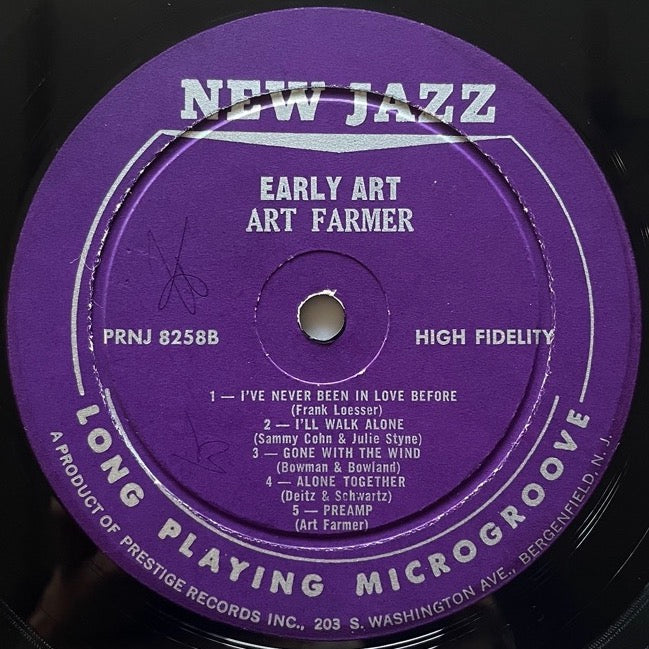 NEW JAZZ
EARLY ART
ART FARMER
PRNJ 8258B
HIGH FIDELITY
1 — I'VE NEVER BEEN IN LOVE BEFORE
(Frank Loesser)
2 — I'LL WALK ALONE
(Sammy Cohn & Julie Styne)
3 — GONE WITH THE WIND
(Bowman & Bowland)
4 — ALONE TOGETHER
(Deitz & Schwartz)
5 — PREAMP
(Art Farmer)
LONG PLAYING MICROGROOVE
A PRODUCT OF PRESTIGE RECORDS INC., 203 S. WASHINGTON AVE., BERGENFIELD, N. J.